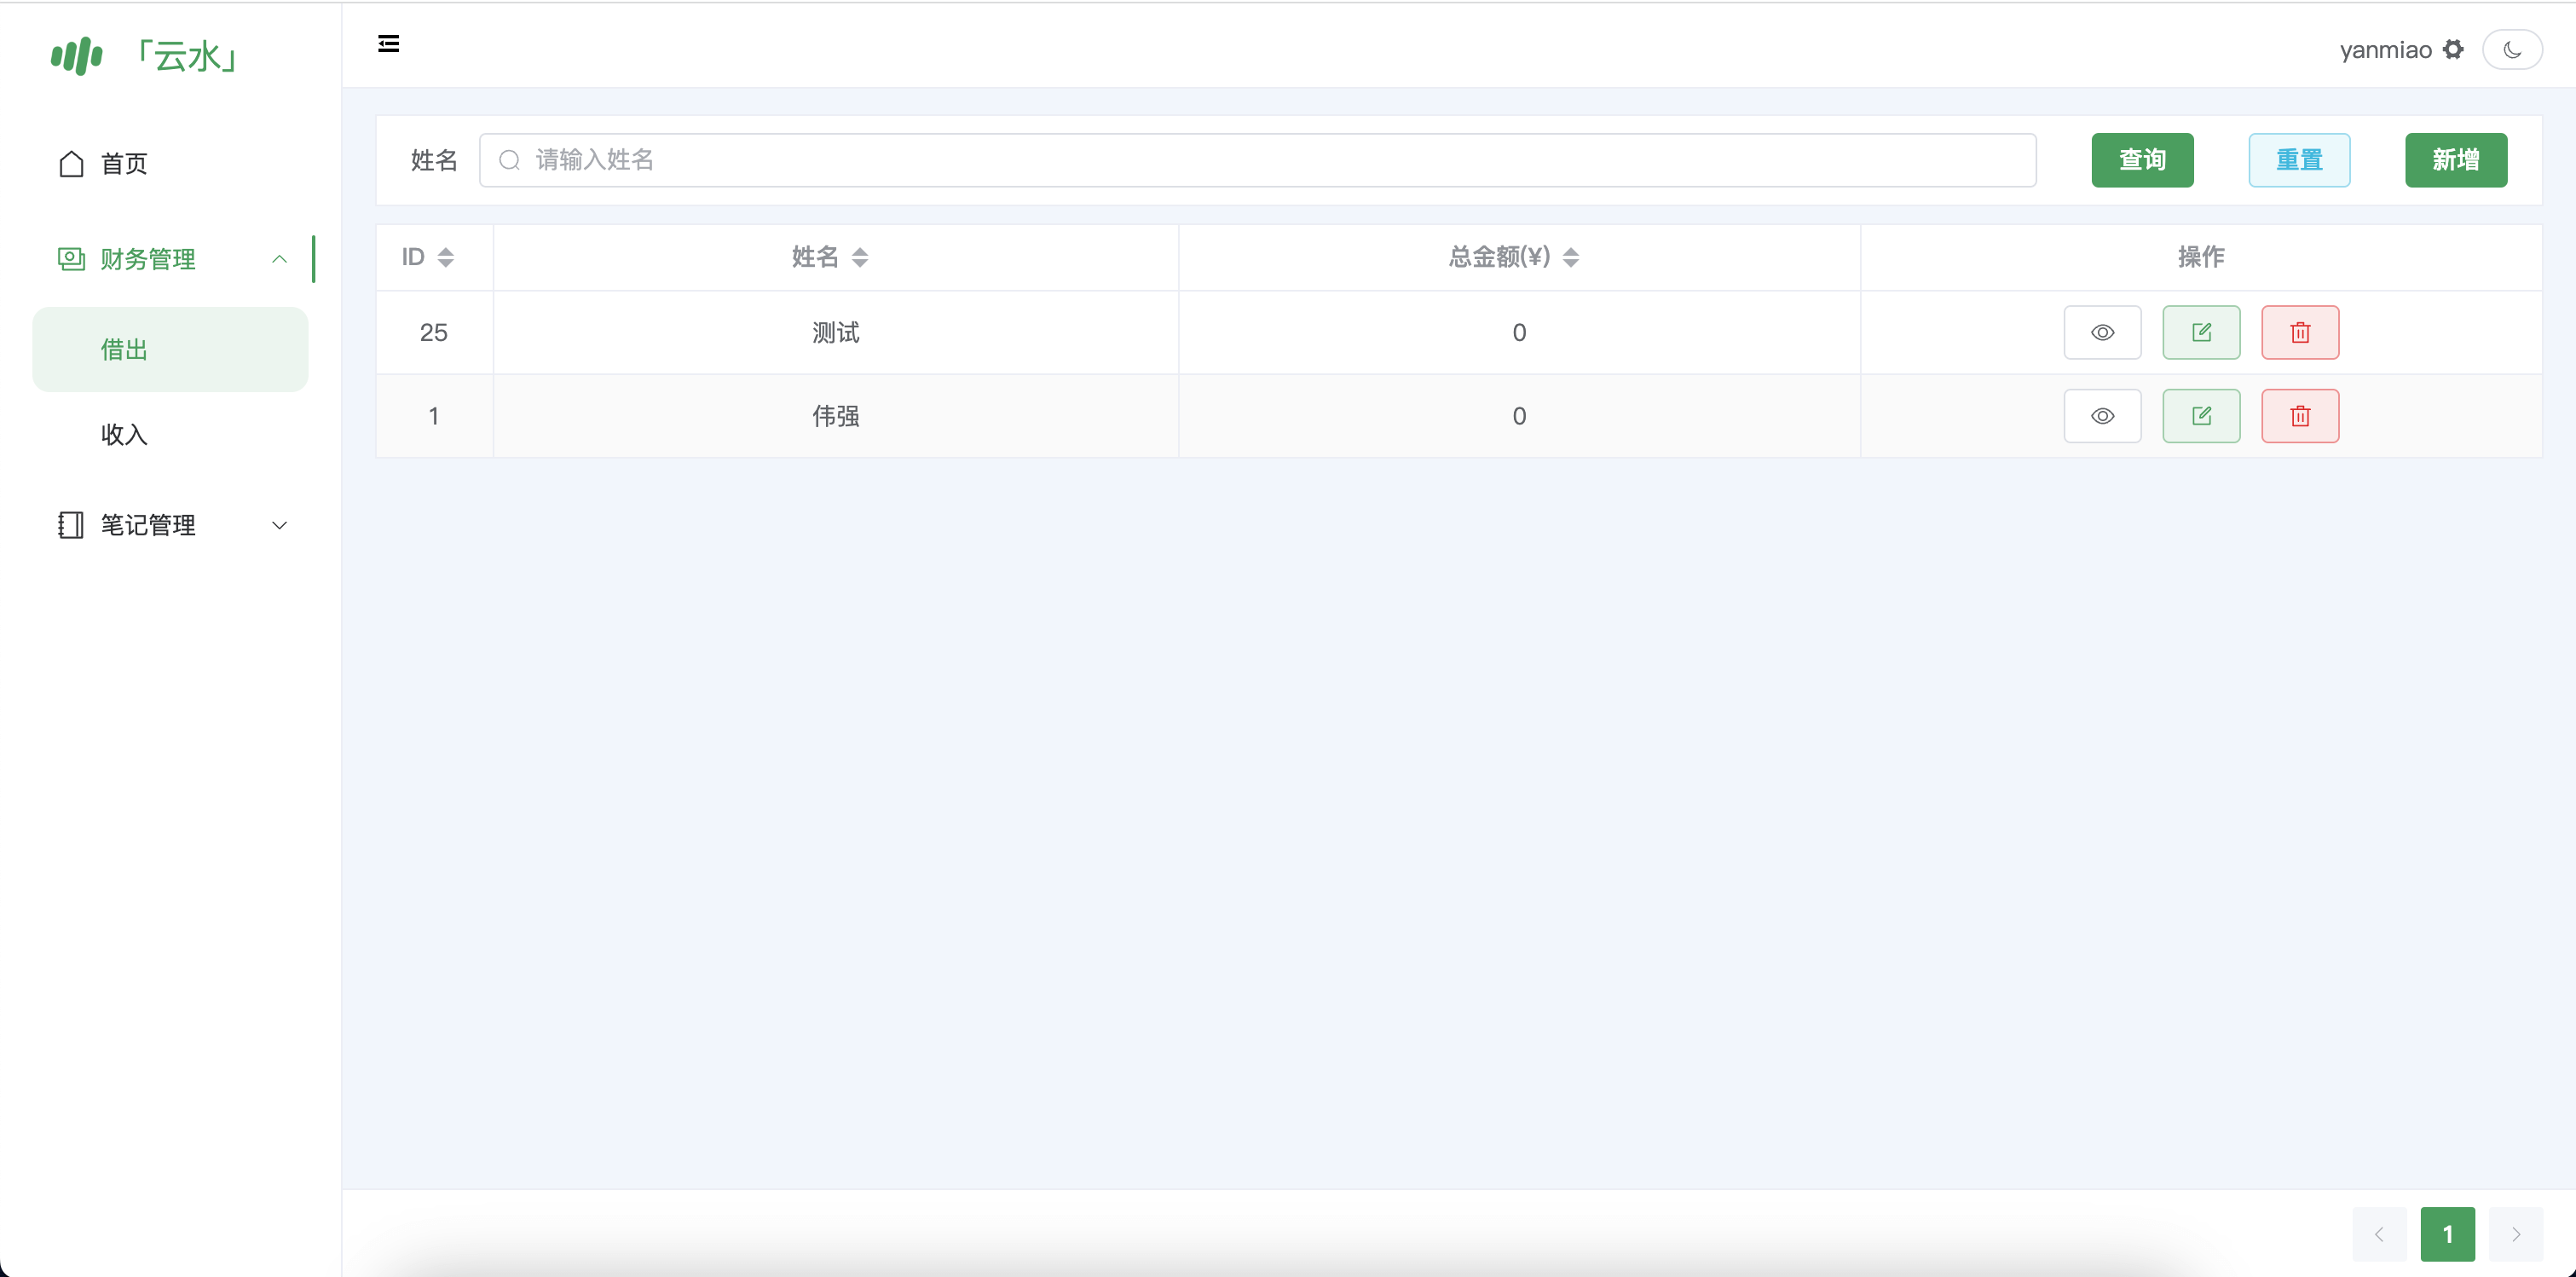 「云水」
yanmiao
首页
财务管理
借出
收入
笔记管理
姓名 请输入姓名 查询 重置 新增
ID 姓名 总金额(¥) 操作
25 测试 0
1 伟强 0
1